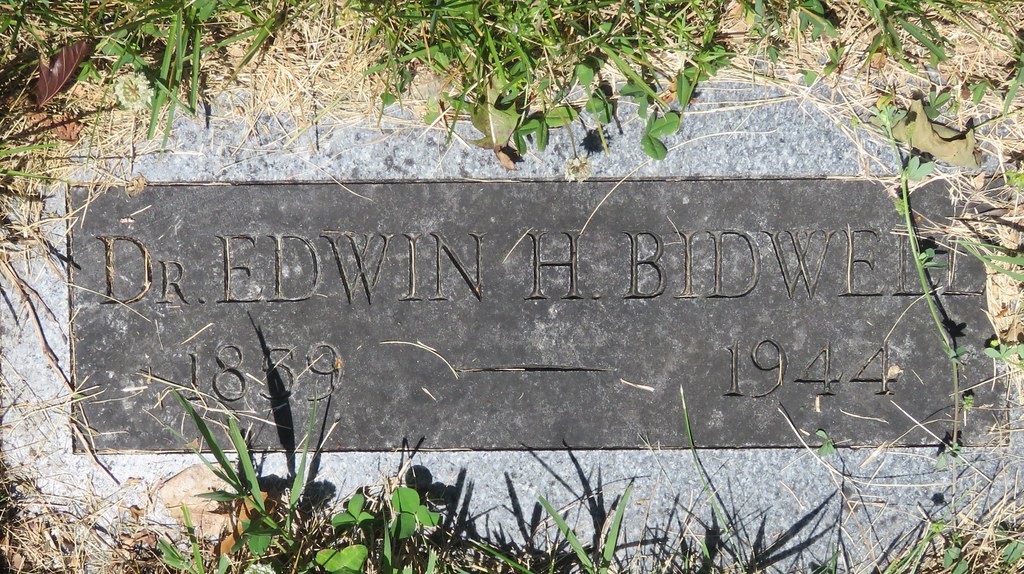 Dr. EDWIN H. BIDWELL
1859 — 1944